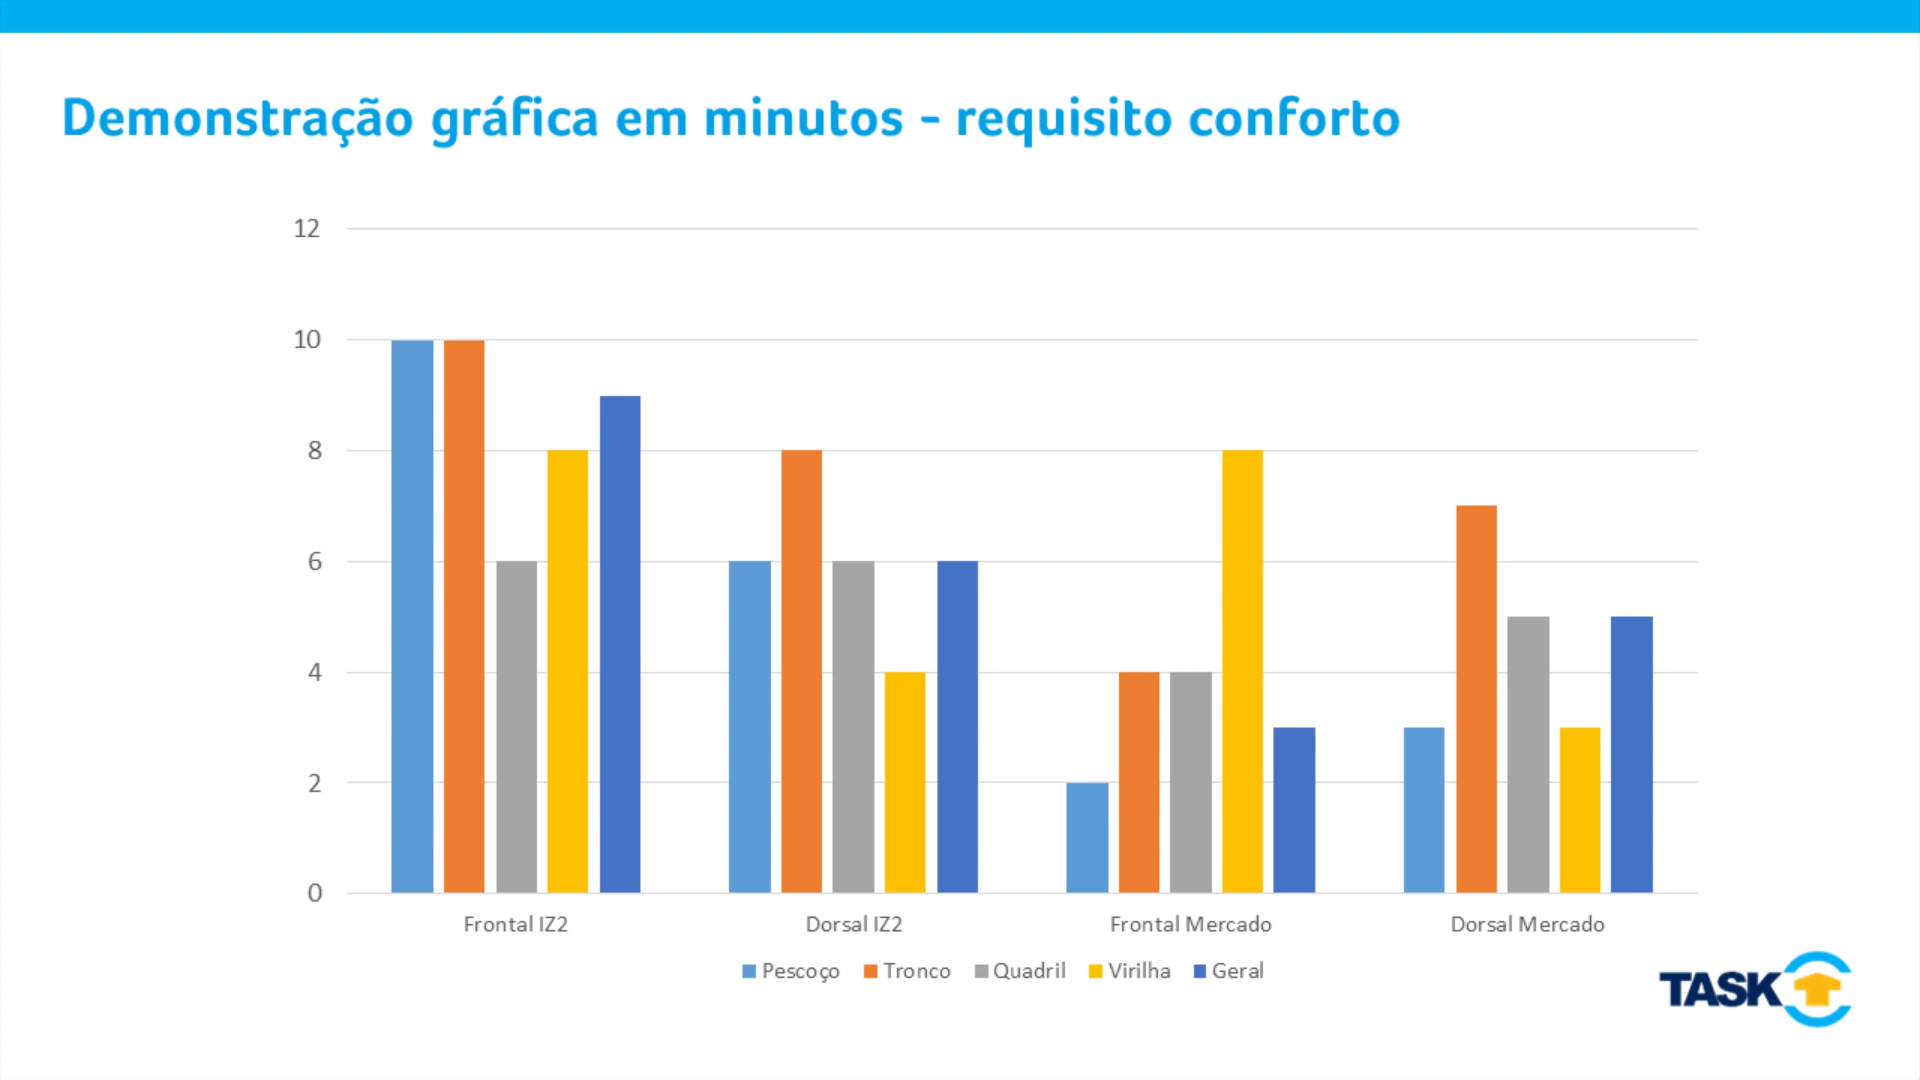 Demonstração gráfica em minutos - requisito conforto
12
10
8
6
4
2
0
Frontal IZ2 Dorsal IZ2 Frontal Mercado Dorsal Mercado
Pescoço Tronco Quadril Virilha Geral
TASK